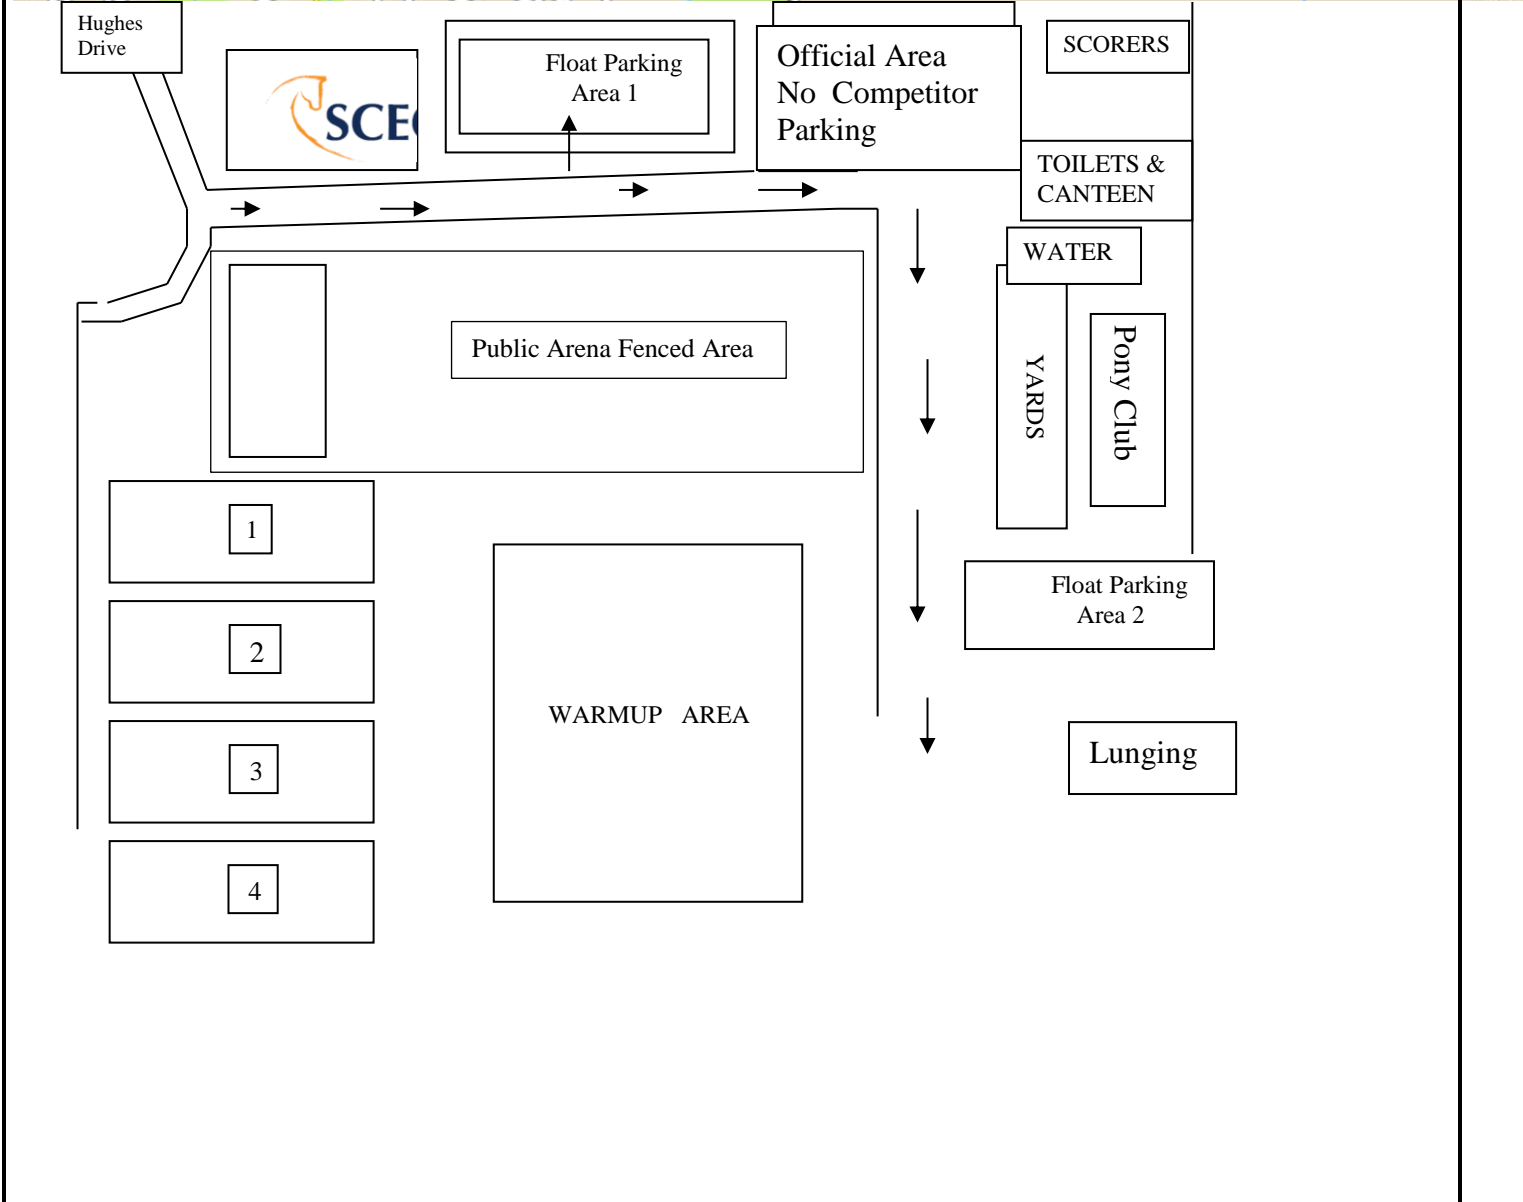 Hughes
Drive
SCE
Float Parking
Area 1
Official Area
No Competitor
Parking
SCORERS
TOILETS &
CANTEEN
WATER
YARDS
Pony Club
Public Arena Fenced Area
1
2
3
4
WARMUP AREA
Float Parking
Area 2
Lunging